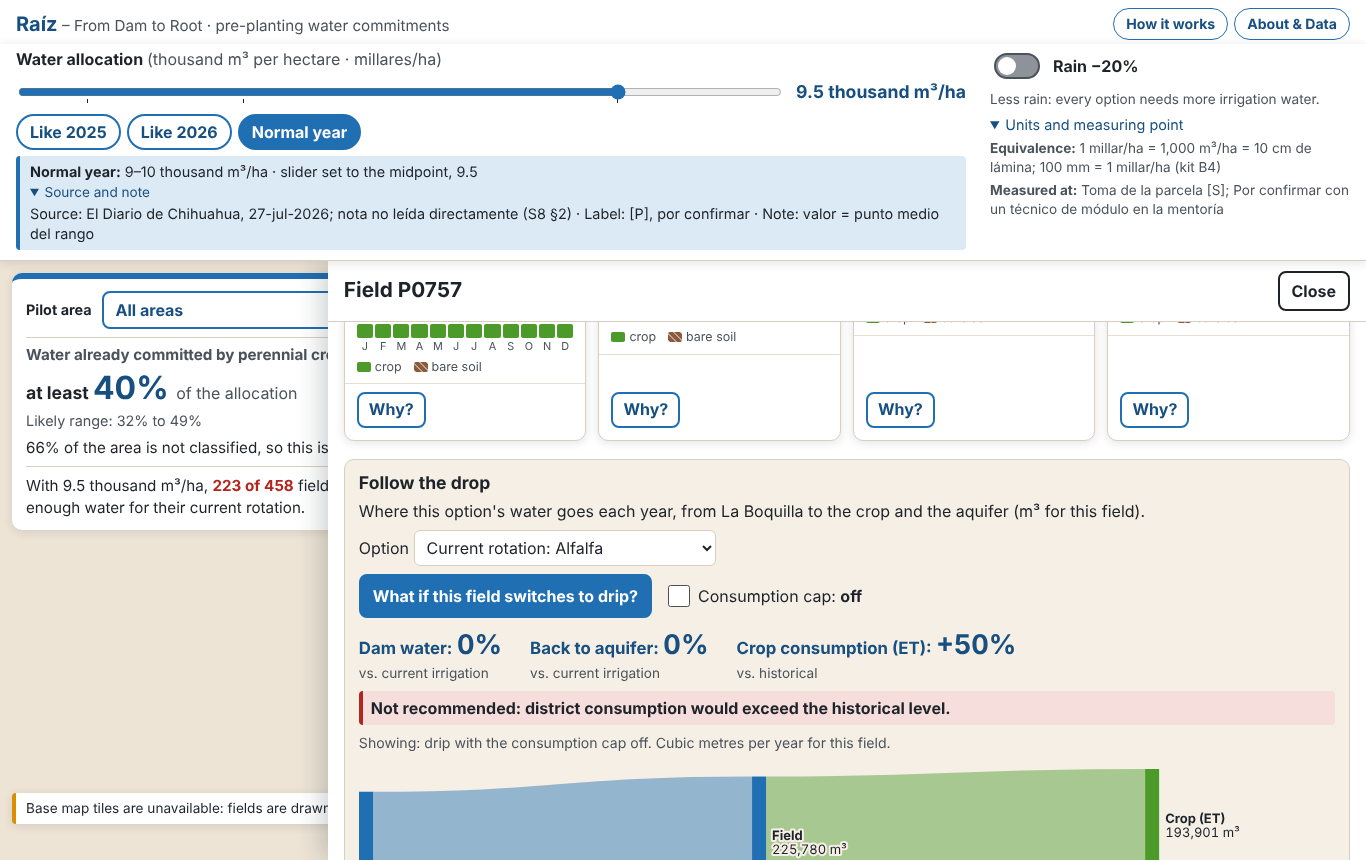 Raíz – From Dam to Root · pre-planting water commitments
How it works
About & Data
Water allocation (thousand m³ per hectare · millares/ha)
9.5 thousand m³/ha
Like 2025
Like 2026
Normal year
Normal year: 9–10 thousand m³/ha · slider set to the midpoint, 9.5
▼ Source and note
Source: El Diario de Chihuahua, 27-jul-2026; nota no leída directamente (S8 §2) · Label: [P], por confirmar · Note: valor = punto medio
del rango
Rain −20%
Less rain: every option needs more irrigation water.
▼ Units and measuring point
Equivalence: 1 millar/ha = 1,000 m³/ha = 10 cm de
lámina; 100 mm = 1 millar/ha (kit B4)
Measured at: Toma de la parcela [S]; Por confirmar con
un técnico de módulo en la mentoría
Pilot area
All areas
Water already committed by perennial cr
at least 40% of the allocation
Likely range: 32% to 49%
66% of the area is not classified, so this is
With 9.5 thousand m³/ha, 223 of 458 field
enough water for their current rotation.
Base map tiles are unavailable: fields are drawn
Field P0757
Close
J F M A M J J A S O N D
crop bare soil
Why?
crop bare soil
Why?
Why?
Why?
Follow the drop
Where this option's water goes each year, from La Boquilla to the crop and the aquifer (m³ for this field).
Option Current rotation: Alfalfa
What if this field switches to drip?
Consumption cap: off
Dam water: 0%
vs. current irrigation
Back to aquifer: 0%
vs. current irrigation
Crop consumption (ET): +50%
vs. historical
Not recommended: district consumption would exceed the historical level.
Showing: drip with the consumption cap off. Cubic metres per year for this field.
Field
225,780 m³
Crop (ET)
193,901 m³